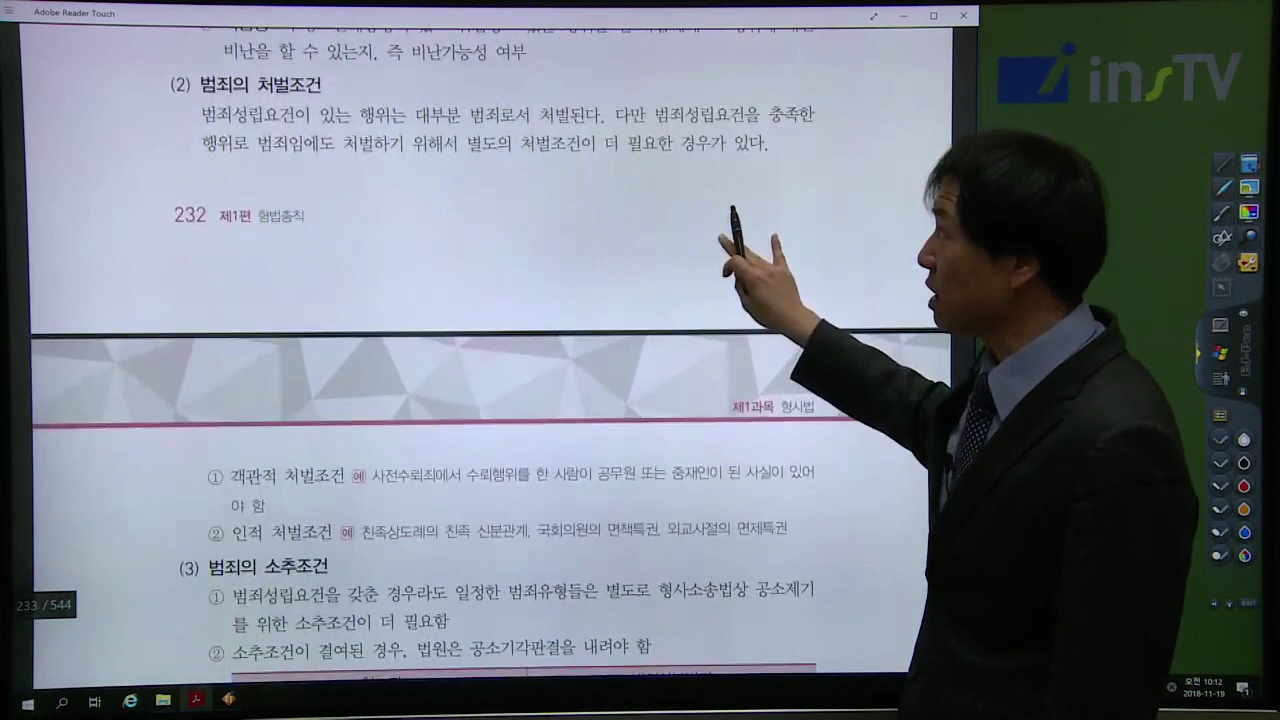 Adobe Reader Touch
비난을 할 수 있는지, 즉 비난가능성 여부
(2) 범죄의 처벌조건
범죄성립요건이 있는 행위는 대부분 범죄로서 처벌된다. 다만 범죄성립요건을 충족한
행위로 범죄임에도 처벌하기 위해서 별도의 처벌조건이 더 필요한 경우가 있다.
232 제1편 형법총칙
제1과목 형사법
① 객관적 처벌조건 예 사전수뢰죄에서 수뢰행위를 한 사람이 공무원 또는 중재인이 된 사실이 있어
야 함
② 인적 처벌조건 예 친족상도례의 친족 신분관계, 국회의원의 면책특권, 외교사절의 면제특권
(3) 범죄의 소추조건
① 범죄성립요건을 갖춘 경우라도 일정한 범죄유형들은 별도로 형사소송법상 공소제기
를 위한 소추조건이 더 필요함
② 소추조건이 결여된 경우, 법원은 공소기각판결을 내려야 함
233 / 544
insTV
오전 10:12
2018-11-19